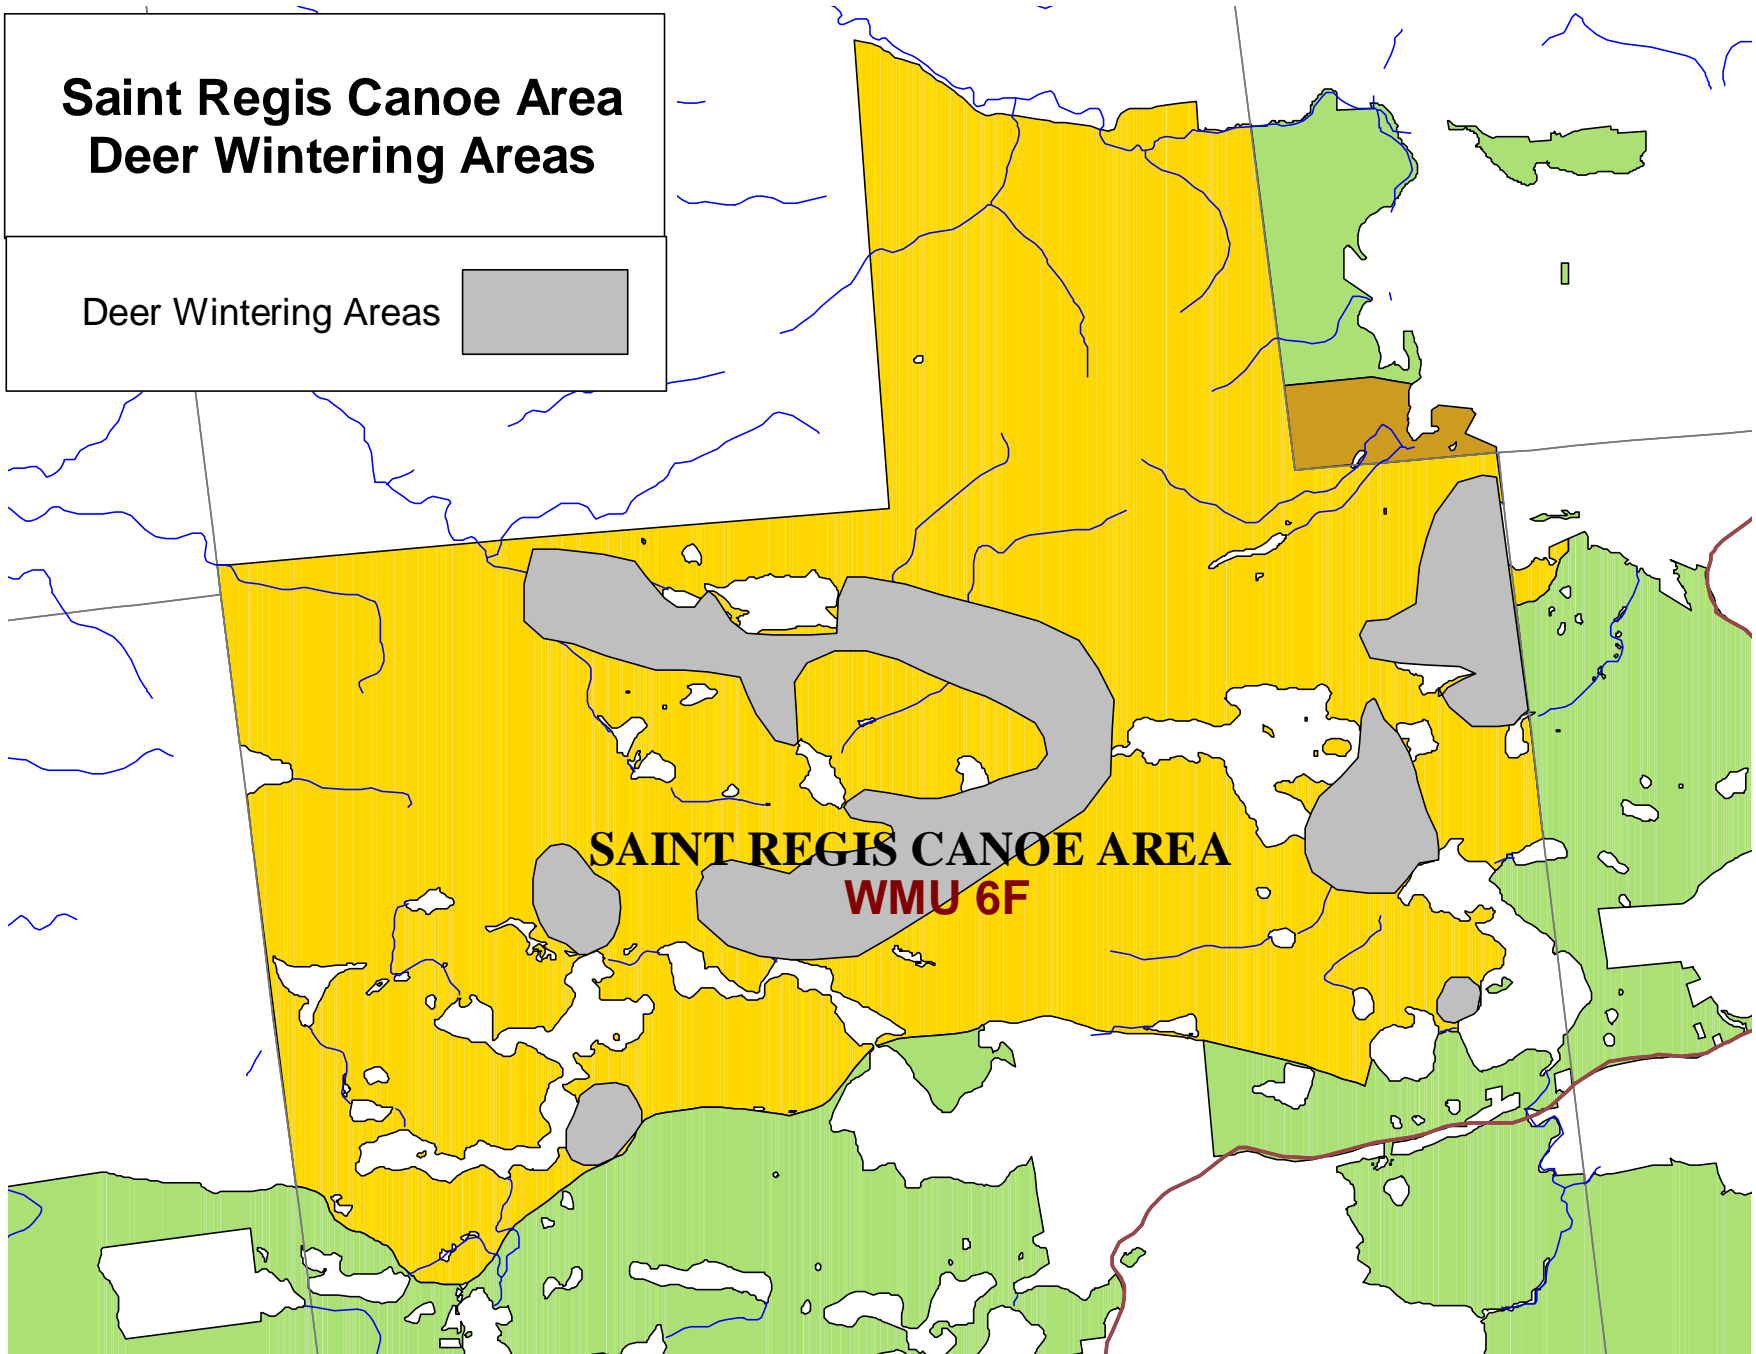 Saint Regis Canoe Area
Deer Wintering Areas
Deer Wintering Areas
SAINT REGIS CANOE AREA
WMU 6F